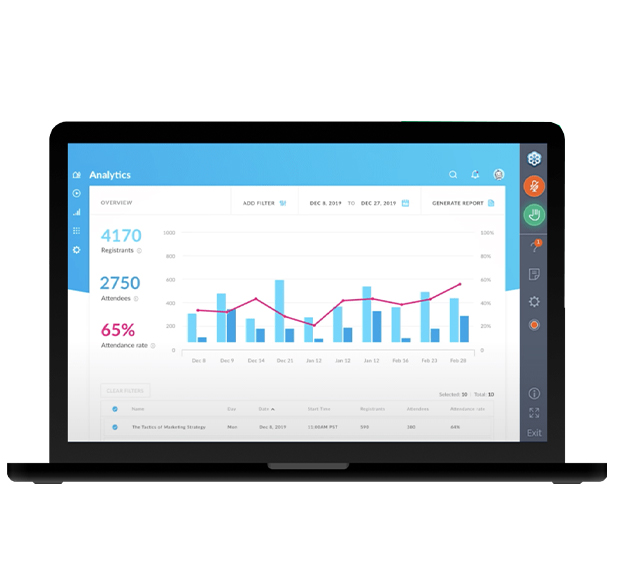 Analytics
OVERVIEW
ADD FILTER
DEC 8, 2019 TO DEC 27, 2019
GENERATE REPORT
4170
Registrants
2750
Attendees
65%
Attendance rate
1000
800
600
400
200
0
100%
80%
60%
40%
20%
0
Dec 8 Dec 9 Dec 14 Dec 21 Jan 12 Jan 12 Jan 12 Feb 16 Feb 23 Feb 28
CLEAR FILTERS
Selected: 10 | Total: 10
Name Day Date Start Time Registrants Attendees Attendance rate
The Tactics of Marketing Strategy Mon Dec 8, 2019 11:00AM PST 590 380 64%
?
1
Exit